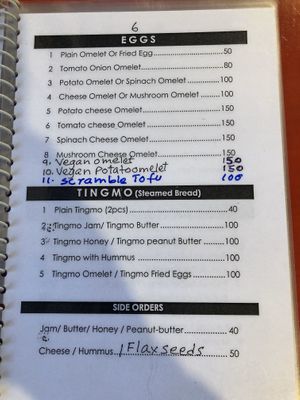 6
EGGS
1 Plain Omelet Or Fried Egg 50
2 Tomato Onion Omelet 80
3 Potato Omelet Or Spinach Omelet 100
4 Cheese Omelet Or Mushroom Omelet 100
5 Potato cheese Omelet 150
6 Tomato cheese Omelet 150
7 Spinach Cheese Omelet 150
8 Mushroom Cheese Omelet 150
9. Vegan omelet 150
10. Vegan Potatoomelet 150
11. Scramble Tofu 100
TINGMO (Steamed Bread)
1 Plain Tingmo (2pcs) 40
2 Tingmo Jam/ Tingmo Butter 100
3 Tingmo Honey / Tingmo peanut Butter 100
4 Tingmo with Hummus 100
5 Tingmo Omelet / Tingmo Fried Eggs 100
SIDE ORDERS
Jam/ Butter/ Honey / Peanut-butter 40
Cheese / Hummus / Flaxseeds 50